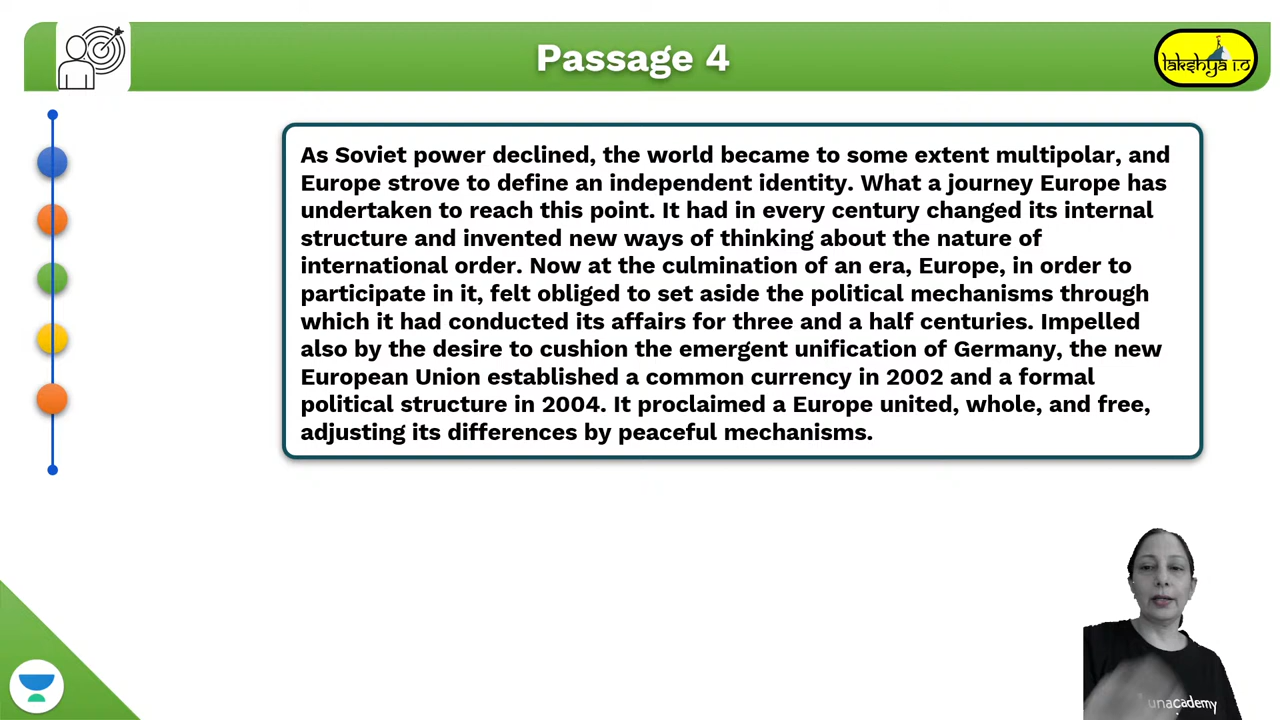 Passage 4
lakshya 1.0
As Soviet power declined, the world became to some extent multipolar, and
Europe strove to define an independent identity. What a journey Europe has
undertaken to reach this point. It had in every century changed its internal
structure and invented new ways of thinking about the nature of
international order. Now at the culmination of an era, Europe, in order to
participate in it, felt obliged to set aside the political mechanisms through
which it had conducted its affairs for three and a half centuries. Impelled
also by the desire to cushion the emergent unification of Germany, the new
European Union established a common currency in 2002 and a formal
political structure in 2004. It proclaimed a Europe united, whole, and free,
adjusting its differences by peaceful mechanisms.
unacademy